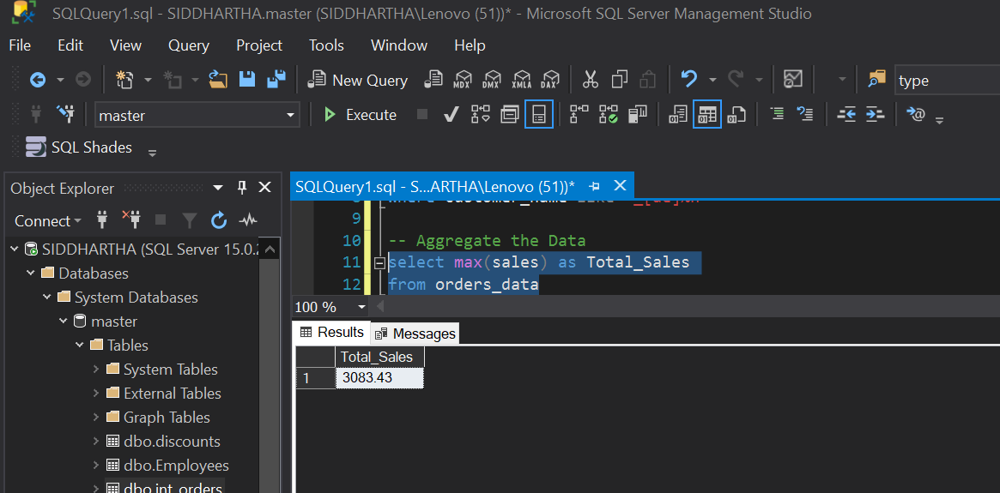 SQLQuery1.sql - SIDDHARTHA.master (SIDDHARTHA\Lenovo (51))* - Microsoft SQL Server Management Studio
File Edit View Query Project Tools Window Help
New Query MDX DMX XMLA DAX type
master Execute
SQL Shades
Object Explorer
Connect
SIDDHARTHA (SQL Server 15.0.2
Databases
System Databases
master
Tables
System Tables
External Tables
Graph Tables
dbo.discounts
dbo.Employees
dbo.int_orders
SQLQuery1.sql - S...ARTHA\Lenovo (51))*
9
10 -- Aggregate the Data
11 select max(sales) as Total_Sales
12 from orders_data
100 %
Results Messages
Total_Sales
1 3083.43